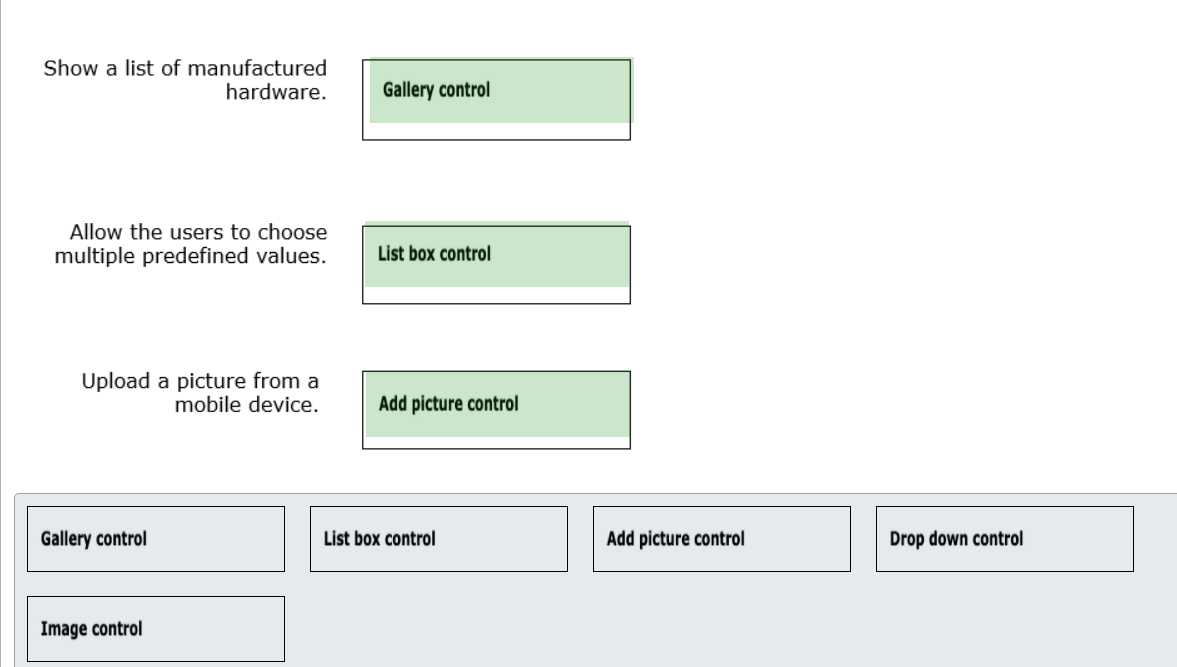 Show a list of manufactured
hardware.
Gallery control
Allow the users to choose
multiple predefined values.
List box control
Upload a picture from a
mobile device.
Add picture control
Gallery control
List box control
Add picture control
Drop down control
Image control